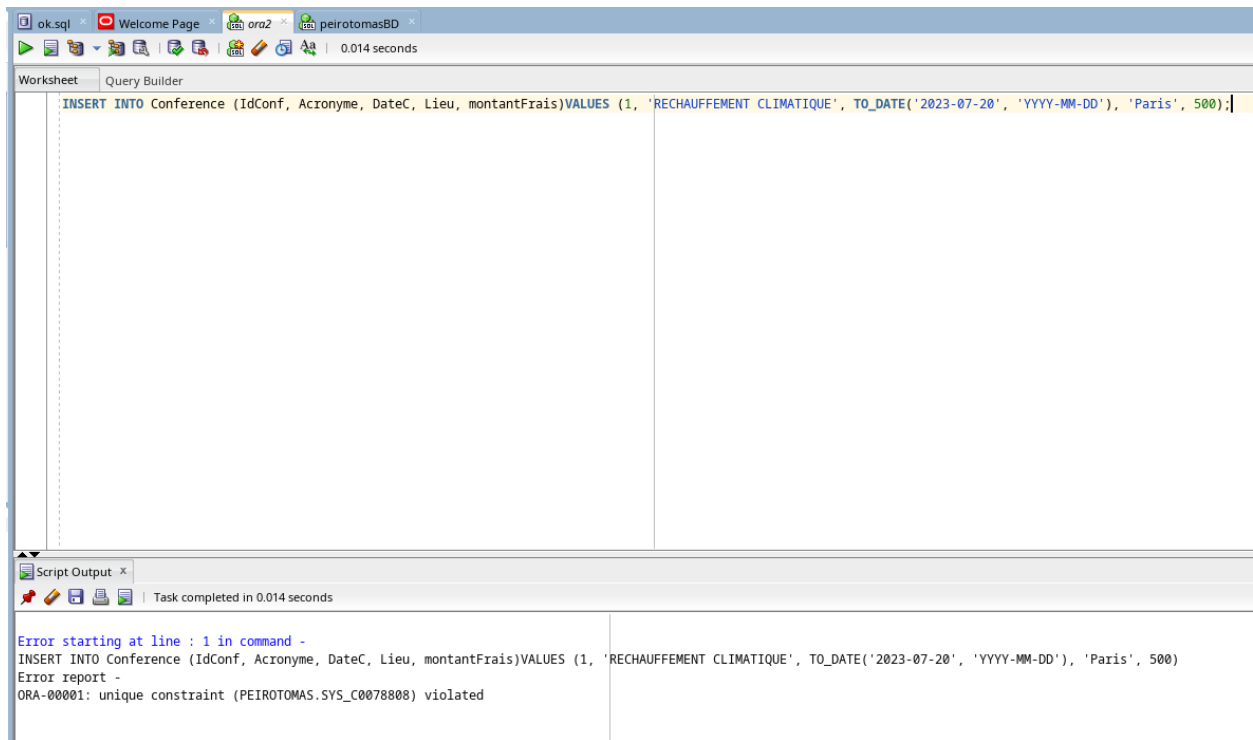 ok.sql Welcome Page ora2 peirotomasBD
0.014 seconds
Worksheet Query Builder
INSERT INTO Conference (IdConf, Acronyme, DateC, Lieu, montantFrais)VALUES (1, 'RECHAUFFEMENT CLIMATIQUE', TO_DATE('2023-07-20', 'YYYY-MM-DD'), 'Paris', 500);
Script Output
Task completed in 0.014 seconds
Error starting at line : 1 in command -
INSERT INTO Conference (IdConf, Acronyme, DateC, Lieu, montantFrais)VALUES (1, 'RECHAUFFEMENT CLIMATIQUE', TO_DATE('2023-07-20', 'YYYY-MM-DD'), 'Paris', 500)
Error report -
ORA-00001: unique constraint (PEIROTOMAS.SYS_C0078808) violated